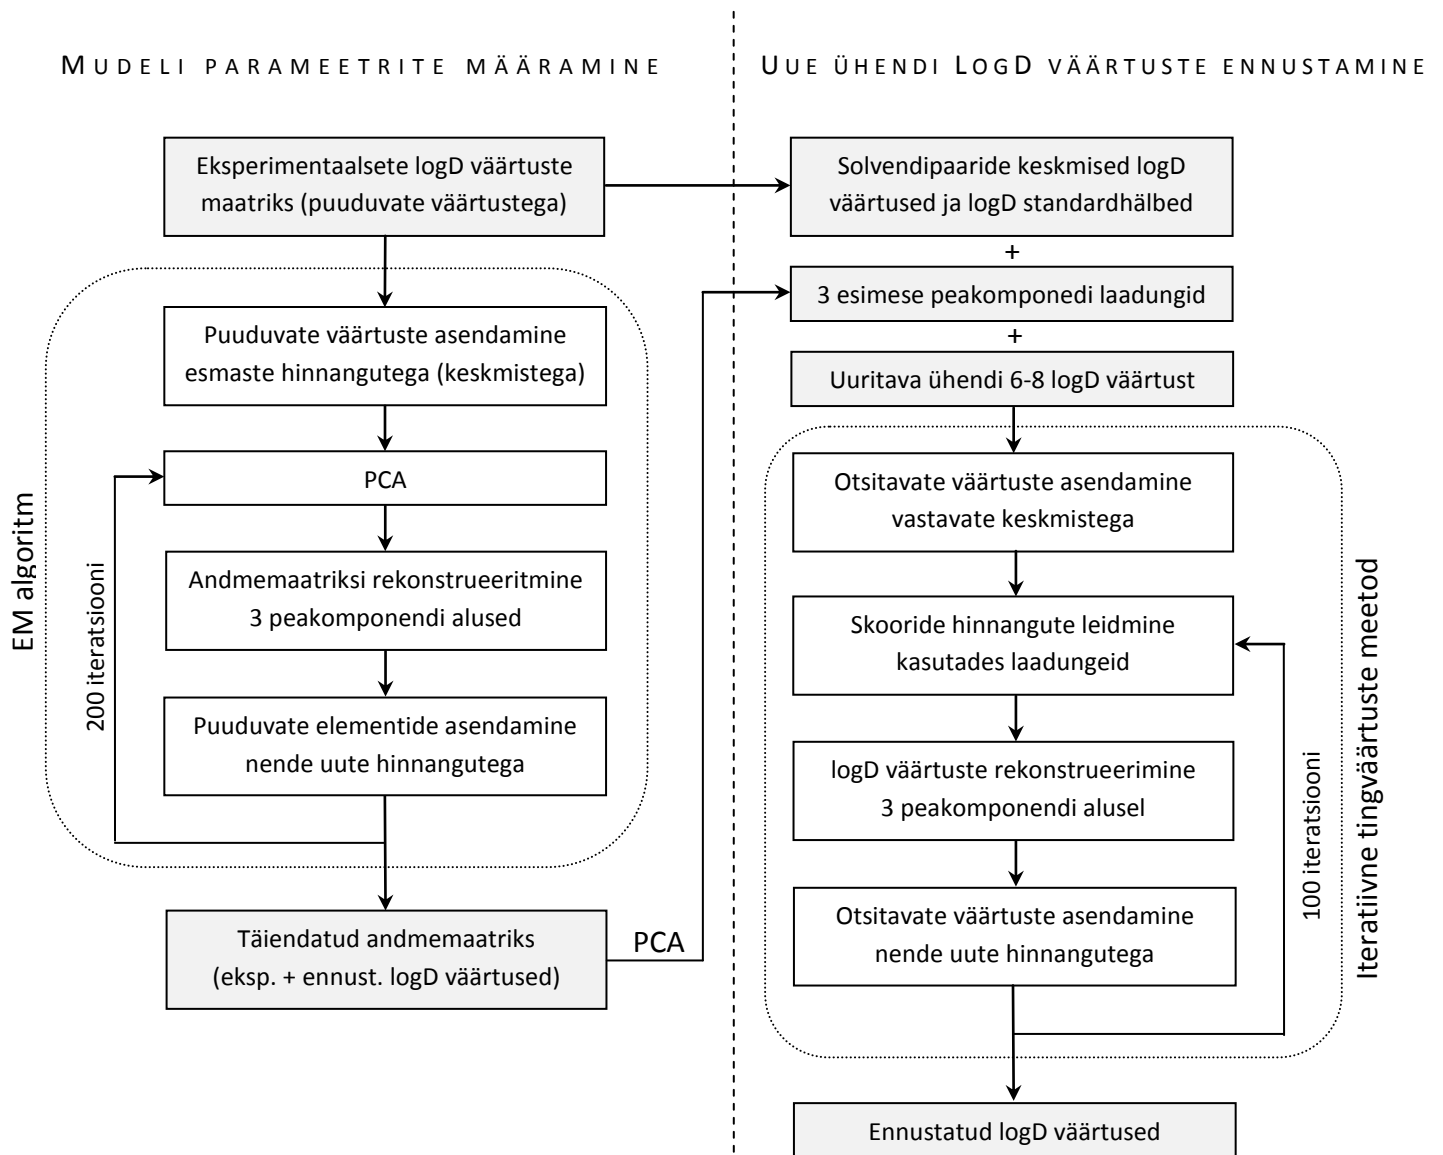 MUDELI PARAMEETRITE MÄÄRAMINE
Eksperimentaalsete logD väärtuste
maatriks (puuduvate väärtustega)
Puuduvate väärtuste asendamine
esmaste hinnangutega (keskmistega)
PCA
Andmemaatriksi rekonstrueeritmine
3 peakomponendi alused
Puuduvate elementide asendamine
nende uute hinnangutega
200 iteratsiooni
EM algoritm
Täiendatud andmemaatriks
(eksp. + ennust. logD väärtused)
PCA
UUE ÜHENDI LOGD VÄÄRTUSTE ENNUSTAMINE
Solvendipaaride keskmised logD
väärtused ja logD standardhälbed
+
3 esimese peakomponedi laadungid
+
Uuritava ühendi 6-8 logD väärtust
Otsitavate väärtuste asendamine
vastavate keskmistega
Skooride hinnangute leidmine
kasutades laadungeid
logD väärtuste rekonstrueerimine
3 peakomponendi alusel
Otsitavate väärtuste asendamine
nende uute hinnangutega
100 iteratsiooni
Iteratiivne tingväärtuste meetod
Ennustatud logD väärtused